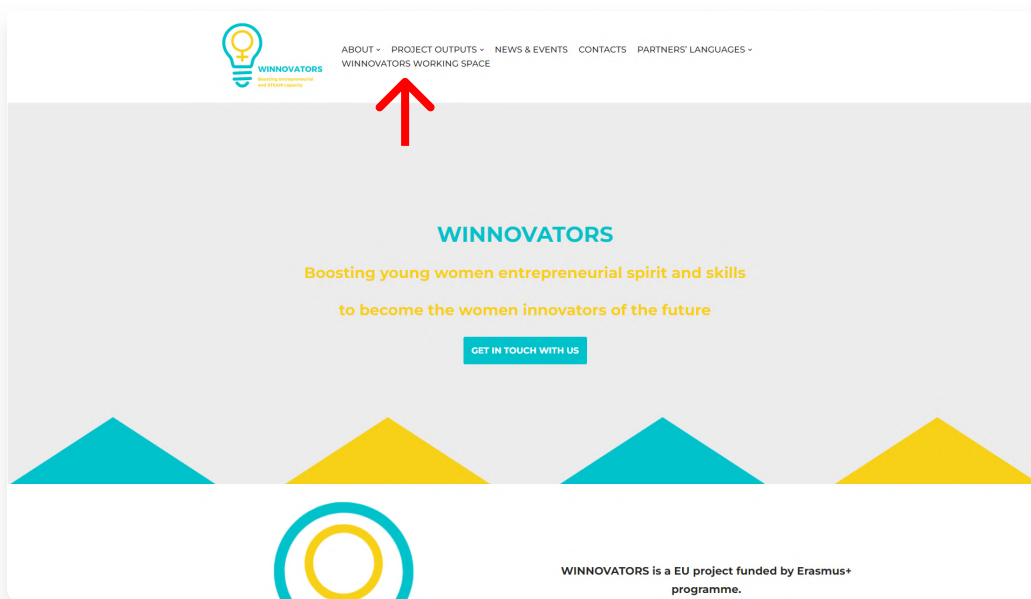 WINNOVATORS
Boosting entrepreneurial
and STEAM capacity
ABOUT PROJECT OUTPUTS NEWS & EVENTS CONTACTS PARTNERS' LANGUAGES
WINNOVATORS WORKING SPACE
WINNOVATORS
Boosting young women entrepreneurial spirit and skills
to become the women innovators of the future
GET IN TOUCH WITH US
WINNOVATORS is a EU project funded by Erasmus+
programme.